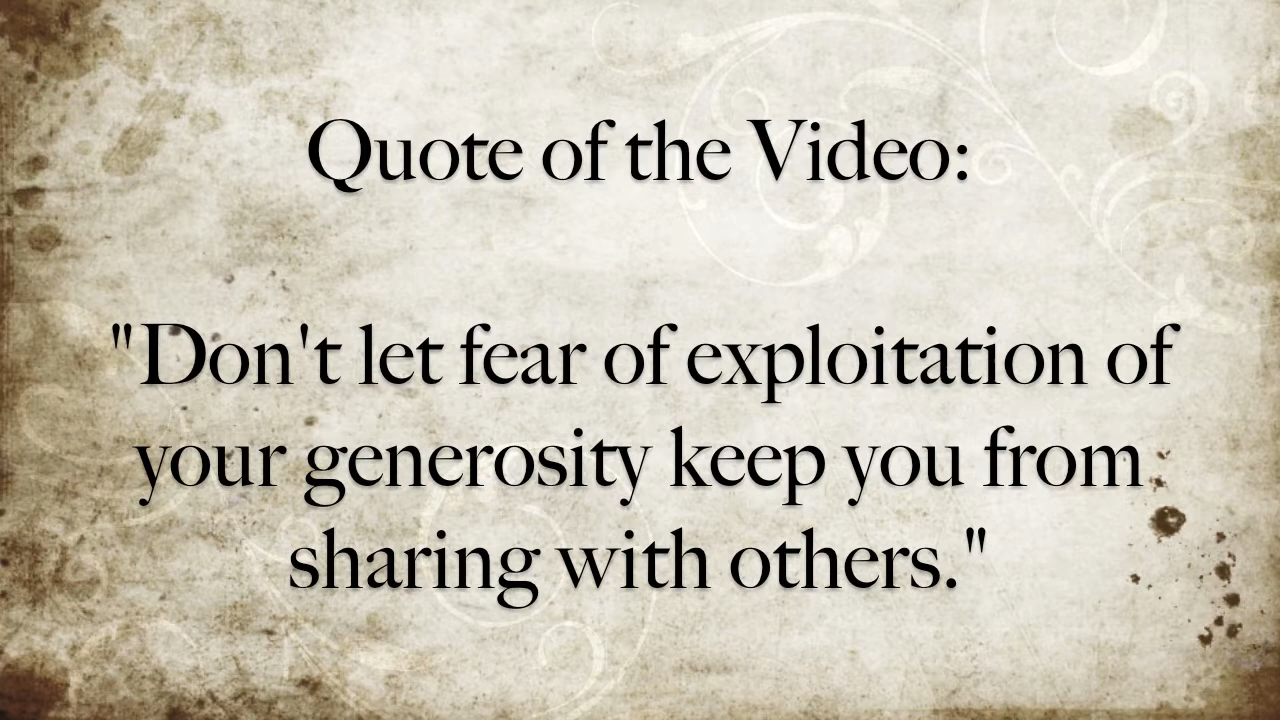 Quote of the Video:
"Don't let fear of exploitation of
your generosity keep you from
sharing with others."